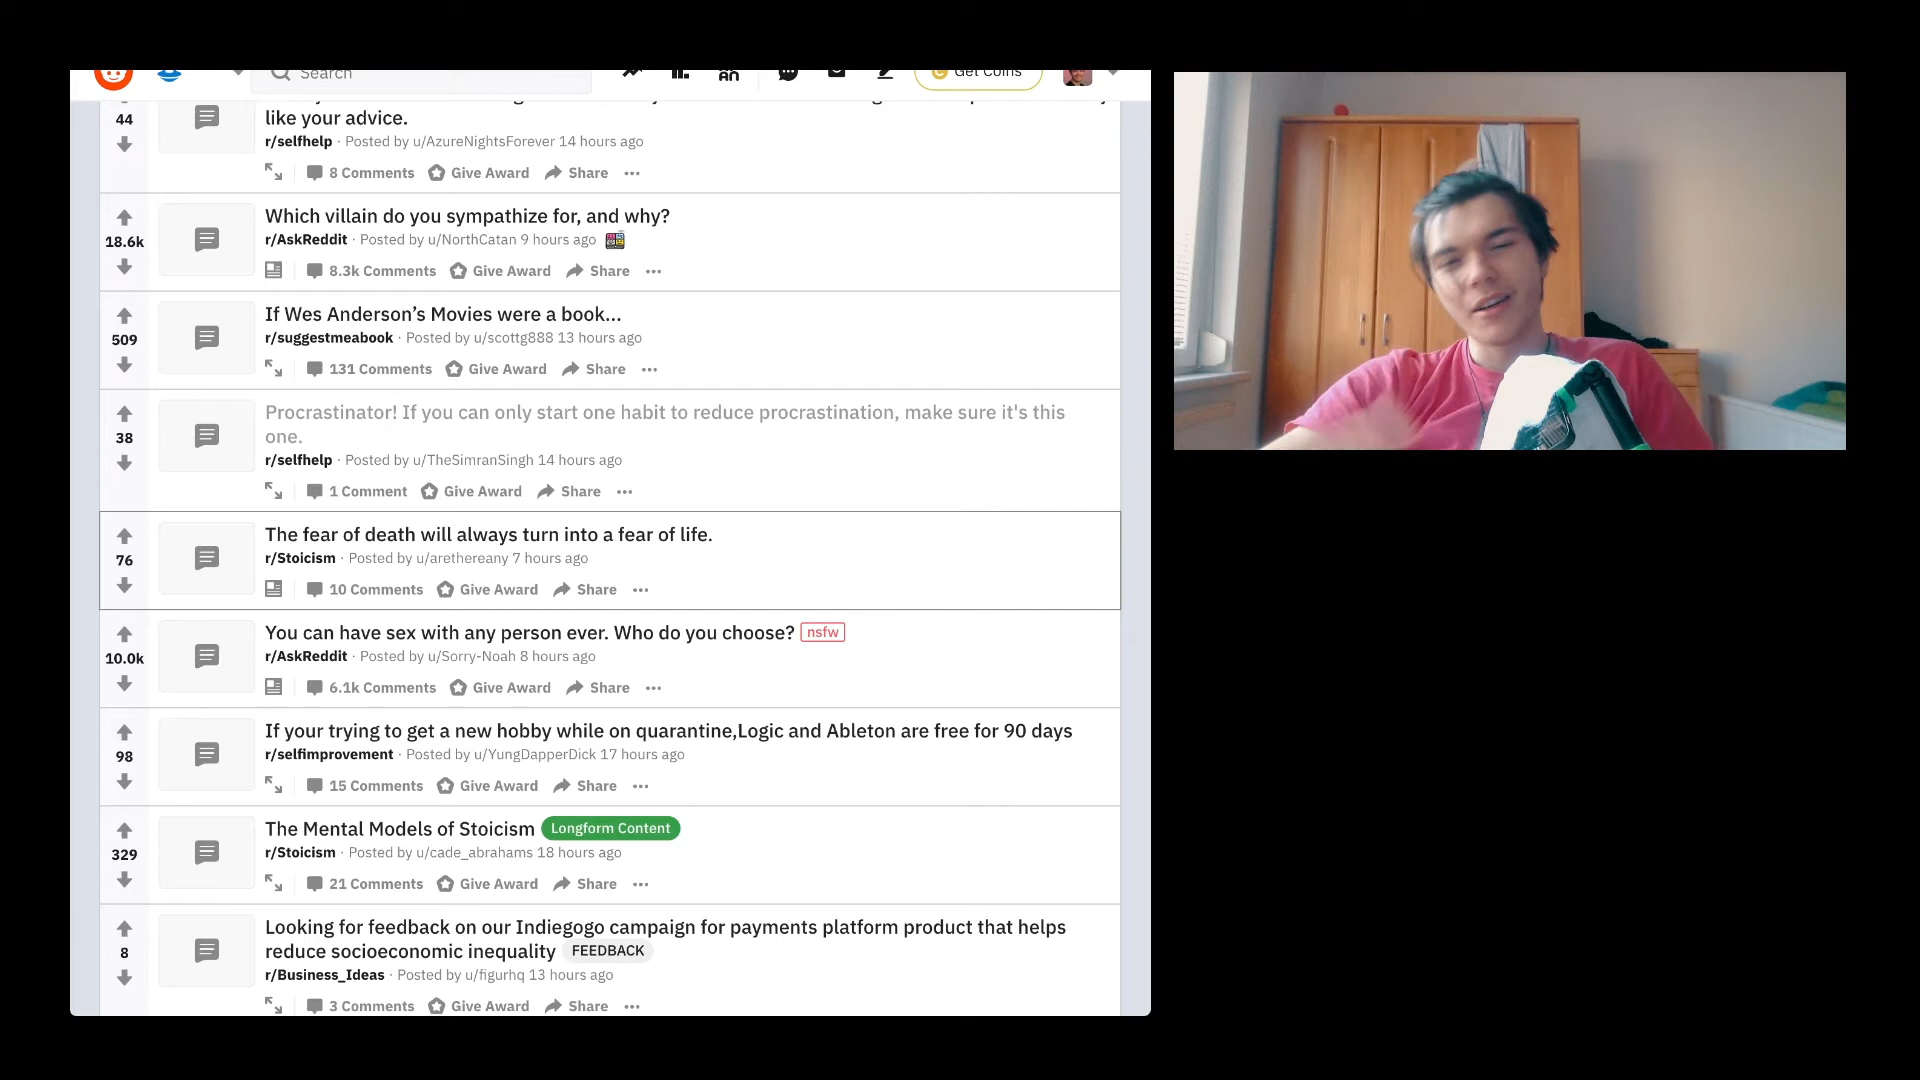 Search
Get Coins
like your advice.
44
r/selfhelp · Posted by u/AzureNightsForever 14 hours ago
8 Comments Give Award Share
Which villain do you sympathize for, and why?
18.6k
r/AskReddit · Posted by u/NorthCatan 9 hours ago
8.3k Comments Give Award Share
If Wes Anderson’s Movies were a book...
509
r/suggestmeabook · Posted by u/scottg888 13 hours ago
131 Comments Give Award Share
Procrastinator! If you can only start one habit to reduce procrastination, make sure it's this
one.
38
r/selfhelp · Posted by u/TheSimranSingh 14 hours ago
1 Comment Give Award Share
The fear of death will always turn into a fear of life.
76
r/Stoicism · Posted by u/arethereany 7 hours ago
10 Comments Give Award Share
You can have sex with any person ever. Who do you choose? nsfw
10.0k
r/AskReddit · Posted by u/Sorry-Noah 8 hours ago
6.1k Comments Give Award Share
If your trying to get a new hobby while on quarantine,Logic and Ableton are free for 90 days
98
r/selfimprovement · Posted by u/YungDapperDick 17 hours ago
15 Comments Give Award Share
The Mental Models of Stoicism Longform Content
329
r/Stoicism · Posted by u/cade_abrahams 18 hours ago
21 Comments Give Award Share
Looking for feedback on our Indiegogo campaign for payments platform product that helps
reduce socioeconomic inequality FEEDBACK
8
r/Business_Ideas · Posted by u/figurhq 13 hours ago
3 Comments Give Award Share